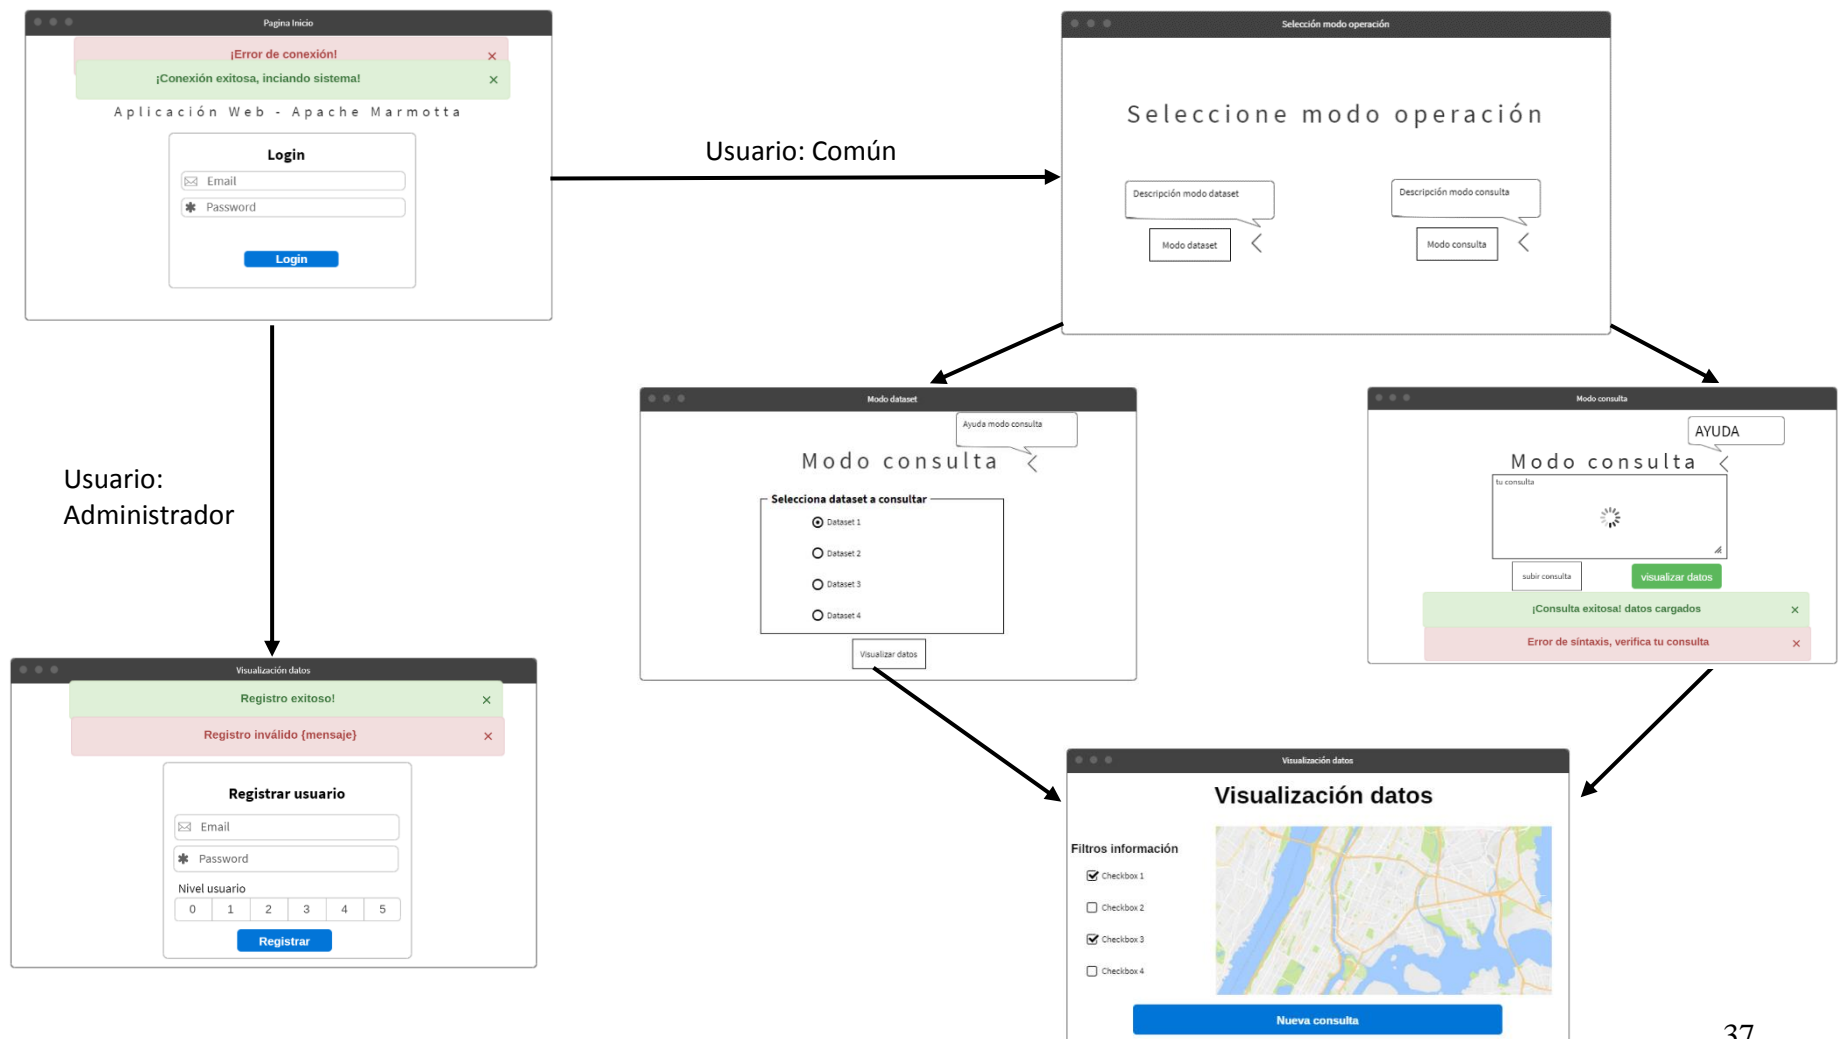 Pagina Inicio
¡Error de conexión!
¡Conexión exitosa, inciando sistema!
Aplicación Web - Apache Marmotta
Login
Email
Password
Login
Usuario: Común
Selección modo operación
Seleccione modo operación
Descripción modo dataset
Descripción modo consulta
Modo dataset
Modo consulta
Usuario:
Administrador
Modo dataset
Ayuda modo consulta
Modo consulta
Selecciona dataset a consultar
Dataset 1
Dataset 2
Dataset 3
Dataset 4
Visualizar datos
Modo consulta
AYUDA
Modo consulta
tu consulta
subir consulta
visualizar datos
¡Consulta exitosa! datos cargados
Error de síntaxis, verifica tu consulta
Visualización datos
Registro exitoso!
Registro inválido {mensaje}
Registrar usuario
Email
Password
Nivel usuario
0 1 2 3 4 5
Registrar
Visualización datos
Visualización datos
Filtros información
Checkbox 1
Checkbox 2
Checkbox 3
Checkbox 4
Nueva consulta
37